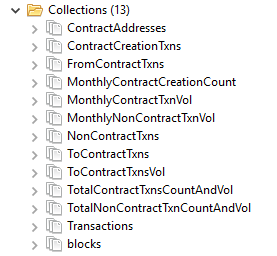 Collections (13)
ContractAddresses
ContractCreationTxns
FromContractTxns
MonthlyContractCreationCount
MonthlyContractTxnVol
MonthlyNonContractTxnVol
NonContractTxns
ToContractTxns
ToContractTxnsVol
TotalContractTxnsCountAndVol
TotalNonContractTxnCountAndVol
Transactions
blocks